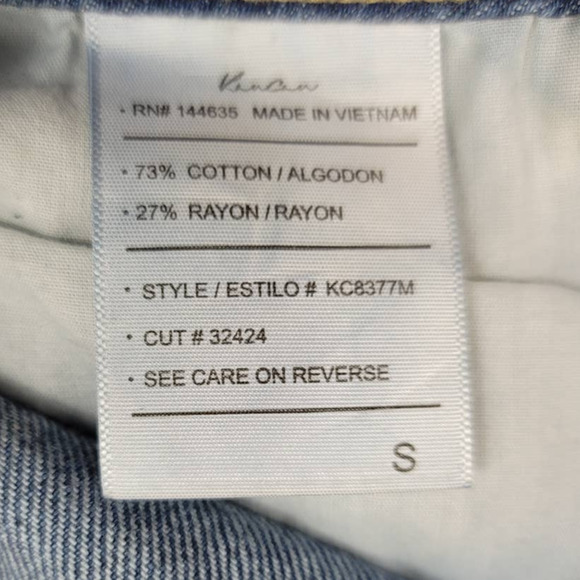 KanCan
• RN# 144635 MADE IN VIETNAM
• 73% COTTON / ALGODON
• 27% RAYON / RAYON
• STYLE / ESTILO # KC8377M
• CUT # 32424
• SEE CARE ON REVERSE
S